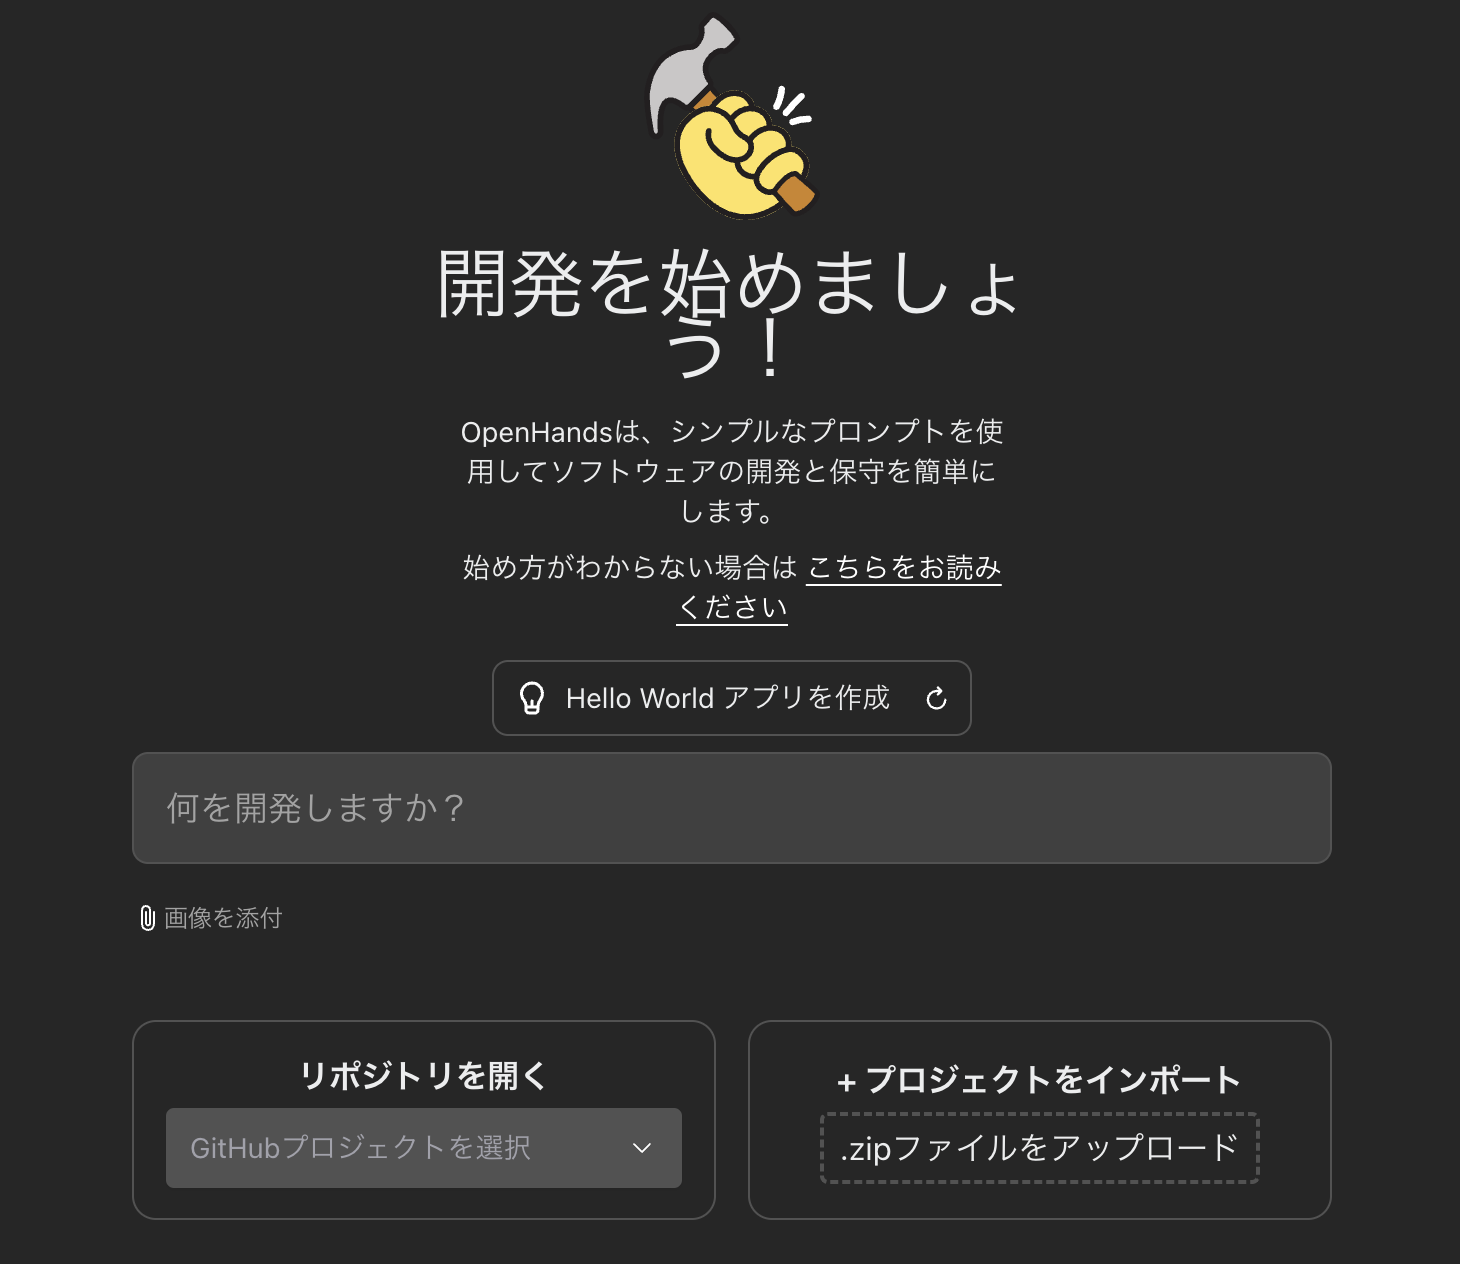 開発を始めましょ
う！
OpenHandsは、シンプルなプロンプトを使
用してソフトウェアの開発と保守を簡単に
します。
始め方がわからない場合は こちらをお読み
ください
Hello World アプリを作成
何を開発しますか？
画像を添付
リポジトリを開く
GitHubプロジェクトを選択
+ プロジェクトをインポート
.zipファイルをアップロード